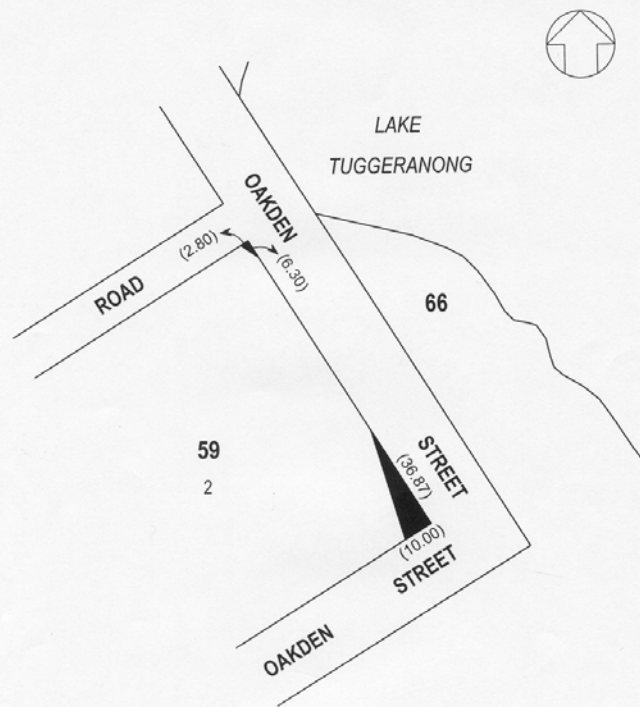 LAKE
TUGGERANONG
OAKDEN
(2.80)
(6.30)
ROAD
66
59
2
STREET
(36.87)
(10.00)
STREET
OAKDEN